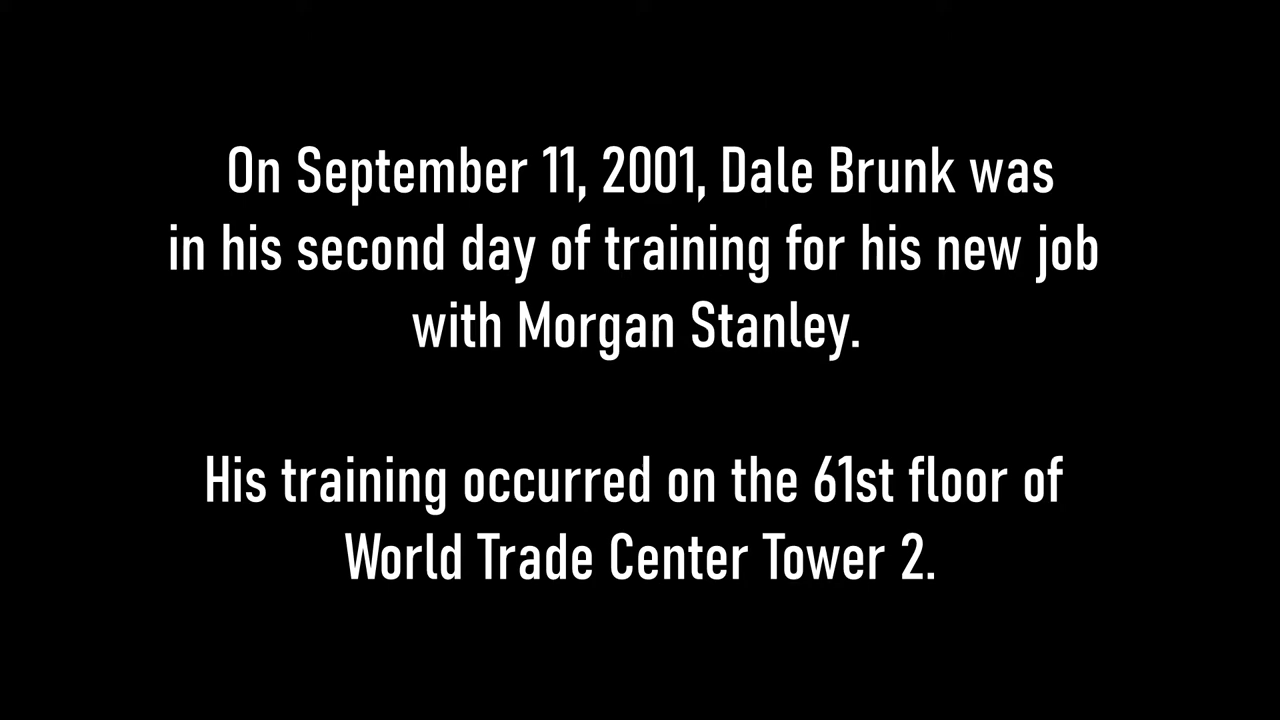 On September 11, 2001, Dale Brunk was
in his second day of training for his new job
with Morgan Stanley.
His training occurred on the 61st floor of
World Trade Center Tower 2.